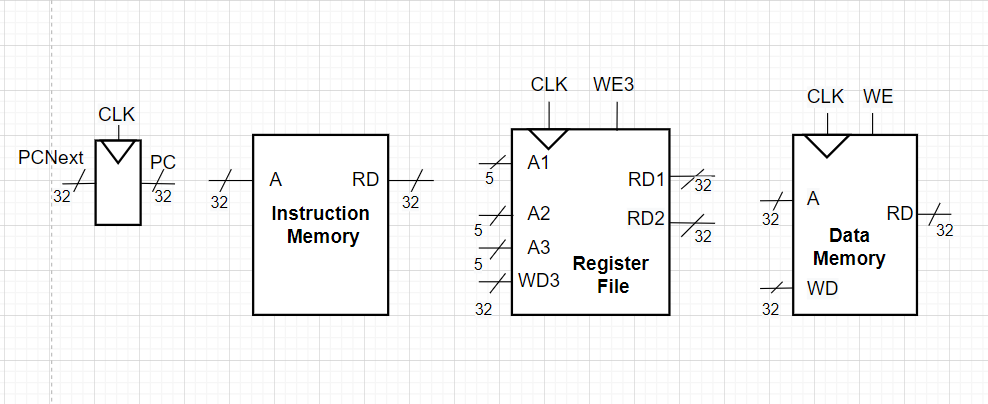 CLK
PCNext
PC
32
32
A
RD
32
32
Instruction
Memory
CLK
WE3
A1
5
A2
5
A3
5
WD3
32
RD1
32
RD2
32
Register
File
CLK
WE
A
32
RD
32
Data
Memory
WD
32